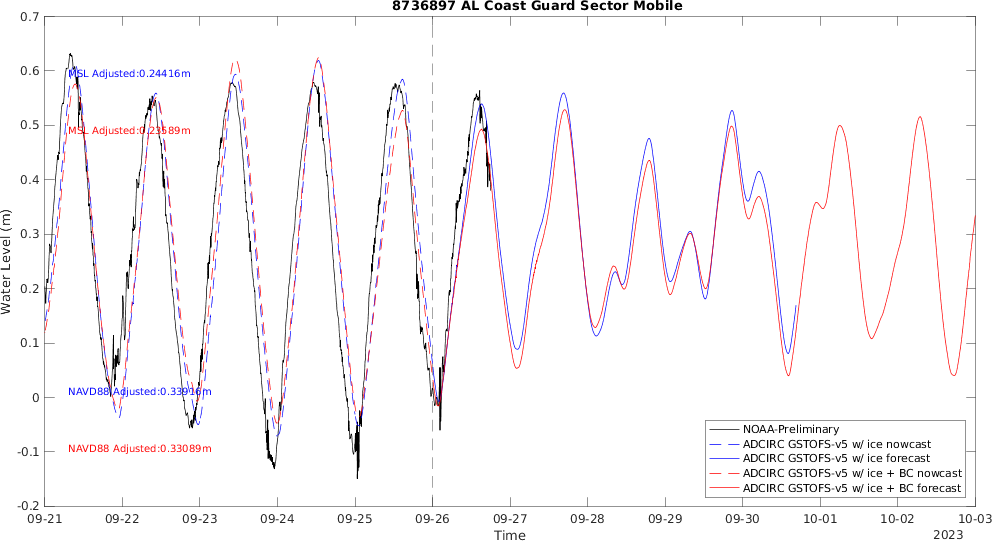 8736897 AL Coast Guard Sector Mobile
0.7
0.6
0.5
0.4
0.3
0.2
0.1
0
-0.1
-0.2
Water Level (m)
MSL Adjusted:0.24416m
MSL Adjusted:0.23589m
NAVD88 Adjusted:0.33916m
NAVD88 Adjusted:0.33089m
NOAA-Preliminary
ADCIRC GSTOFS-v5 w/ ice nowcast
ADCIRC GSTOFS-v5 w/ ice forecast
ADCIRC GSTOFS-v5 w/ ice + BC nowcast
ADCIRC GSTOFS-v5 w/ ice + BC forecast
09-21 09-22 09-23 09-24 09-25 09-26 09-27 09-28 09-29 09-30 10-01 10-02 10-03
Time
2023